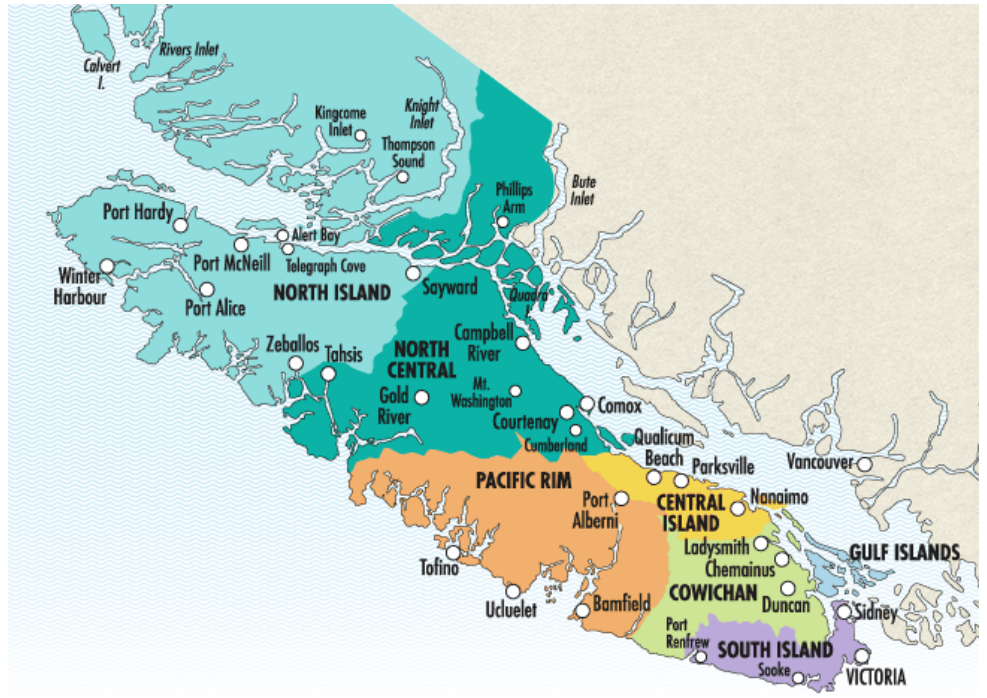 Rivers Inlet
Calvert
I.
Kingcome
Inlet
Knight
Inlet
Thompson
Sound
Phillips
Arm
Bute
Inlet
Port Hardy
Alert Bay
Port McNeill
Telegraph Cove
Winter
Harbour
Port Alice
NORTH ISLAND
Sayward
Quadra
I.
Zeballos
Tahsis
NORTH
CENTRAL
Campbell
River
Gold
River
Mt.
Washington
Courtenay
Comox
Cumberland
Qualicum
Beach
Parksville
Vancouver
PACIFIC RIM
Port
Alberni
CENTRAL
ISLAND
Nanaimo
Ladysmith
Chemainus
GULF ISLANDS
Tofino
Ucluelet
Bamfield
COWICHAN
Duncan
Sidney
Port
Renfrew
SOUTH ISLAND
Sooke
VICTORIA